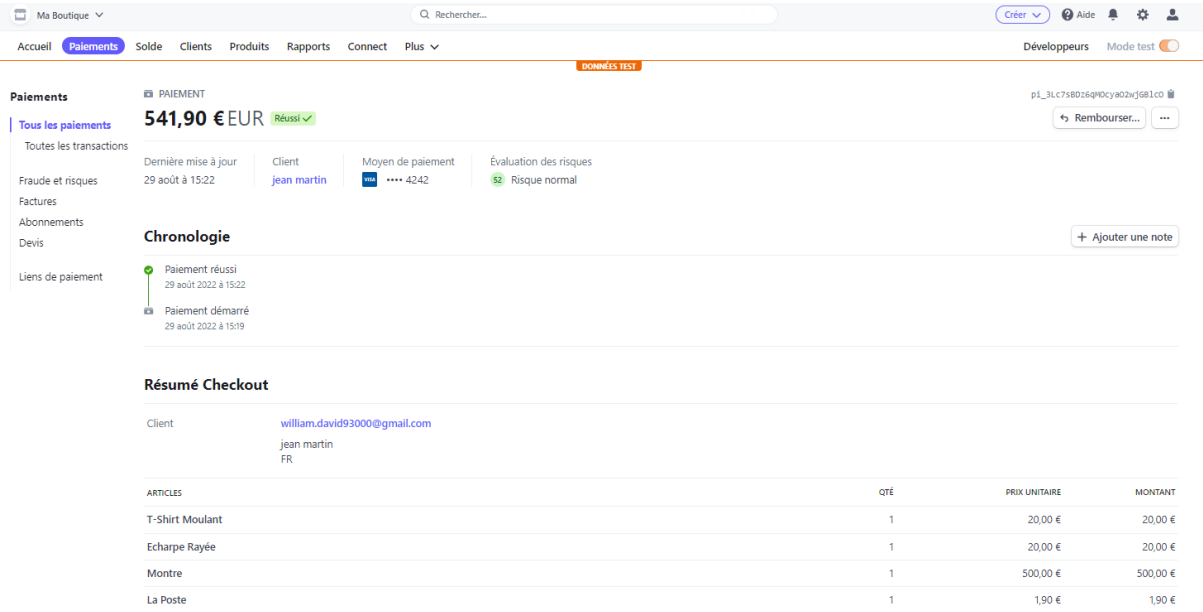 Ma Boutique
Rechercher...
Créer
Aide
Accueil Paiements Solde Clients Produits Rapports Connect Plus
Développeurs Mode test
DONNÉES TEST
Paiements
Tous les paiements
Toutes les transactions
Fraude et risques
Factures
Abonnements
Devis
Liens de paiement
PAIEMENT
541,90 € EUR Réussi
Rembourser... ...
Dernière mise à jour
29 août à 15:22
Client
jean martin
Moyen de paiement
VISA •••• 4242
Évaluation des risques
52 Risque normal
Chronologie
+ Ajouter une note
Paiement réussi
29 août 2022 à 15:22
Paiement démarré
29 août 2022 à 15:19
Résumé Checkout
Client william.david93000@gmail.com
jean martin
FR
ARTICLES QTÉ PRIX UNITAIRE MONTANT
T-Shirt Moulant 1 20,00 € 20,00 €
Echarpe Rayée 1 20,00 € 20,00 €
Montre 1 500,00 € 500,00 €
La Poste 1 1,90 € 1,90 €